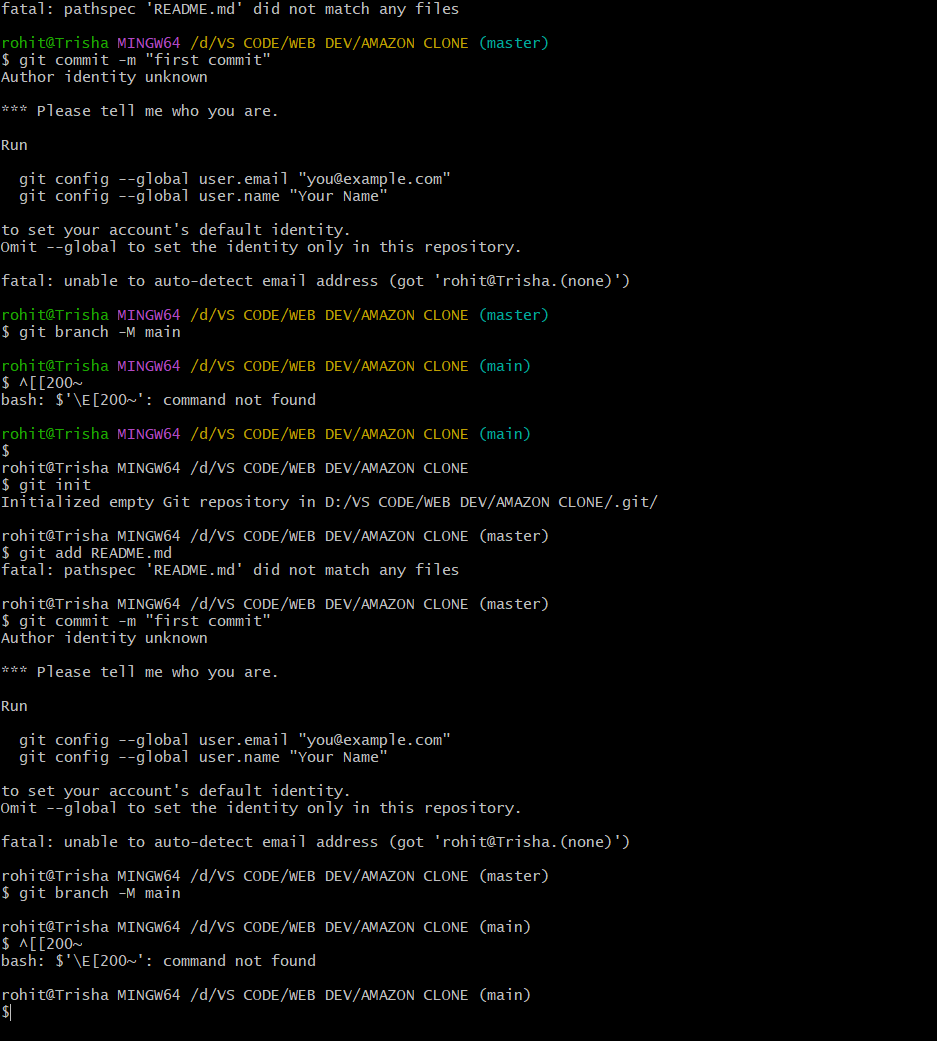 fatal: pathspec 'README.md' did not match any files
rohit@Trisha MINGW64 /d/VS CODE/WEB DEV/AMAZON CLONE (master)
$ git commit -m "first commit"
Author identity unknown
*** Please tell me who you are.
Run
git config --global user.email "you@example.com"
git config --global user.name "Your Name"
to set your account's default identity.
Omit --global to set the identity only in this repository.
fatal: unable to auto-detect email address (got 'rohit@Trisha.(none)')
rohit@Trisha MINGW64 /d/VS CODE/WEB DEV/AMAZON CLONE (master)
$ git branch -M main
rohit@Trisha MINGW64 /d/VS CODE/WEB DEV/AMAZON CLONE (main)
$ ^[[200~
bash: $'\E[200~': command not found
rohit@Trisha MINGW64 /d/VS CODE/WEB DEV/AMAZON CLONE (main)
$
rohit@Trisha MINGW64 /d/VS CODE/WEB DEV/AMAZON CLONE
$ git init
Initialized empty Git repository in D:/VS CODE/WEB DEV/AMAZON CLONE/.git/
rohit@Trisha MINGW64 /d/VS CODE/WEB DEV/AMAZON CLONE (master)
$ git add README.md
fatal: pathspec 'README.md' did not match any files
rohit@Trisha MINGW64 /d/VS CODE/WEB DEV/AMAZON CLONE (master)
$ git commit -m "first commit"
Author identity unknown
*** Please tell me who you are.
Run
git config --global user.email "you@example.com"
git config --global user.name "Your Name"
to set your account's default identity.
Omit --global to set the identity only in this repository.
fatal: unable to auto-detect email address (got 'rohit@Trisha.(none)')
rohit@Trisha MINGW64 /d/VS CODE/WEB DEV/AMAZON CLONE (master)
$ git branch -M main
rohit@Trisha MINGW64 /d/VS CODE/WEB DEV/AMAZON CLONE (main)
$ ^[[200~
bash: $'\E[200~': command not found
rohit@Trisha MINGW64 /d/VS CODE/WEB DEV/AMAZON CLONE (main)
$